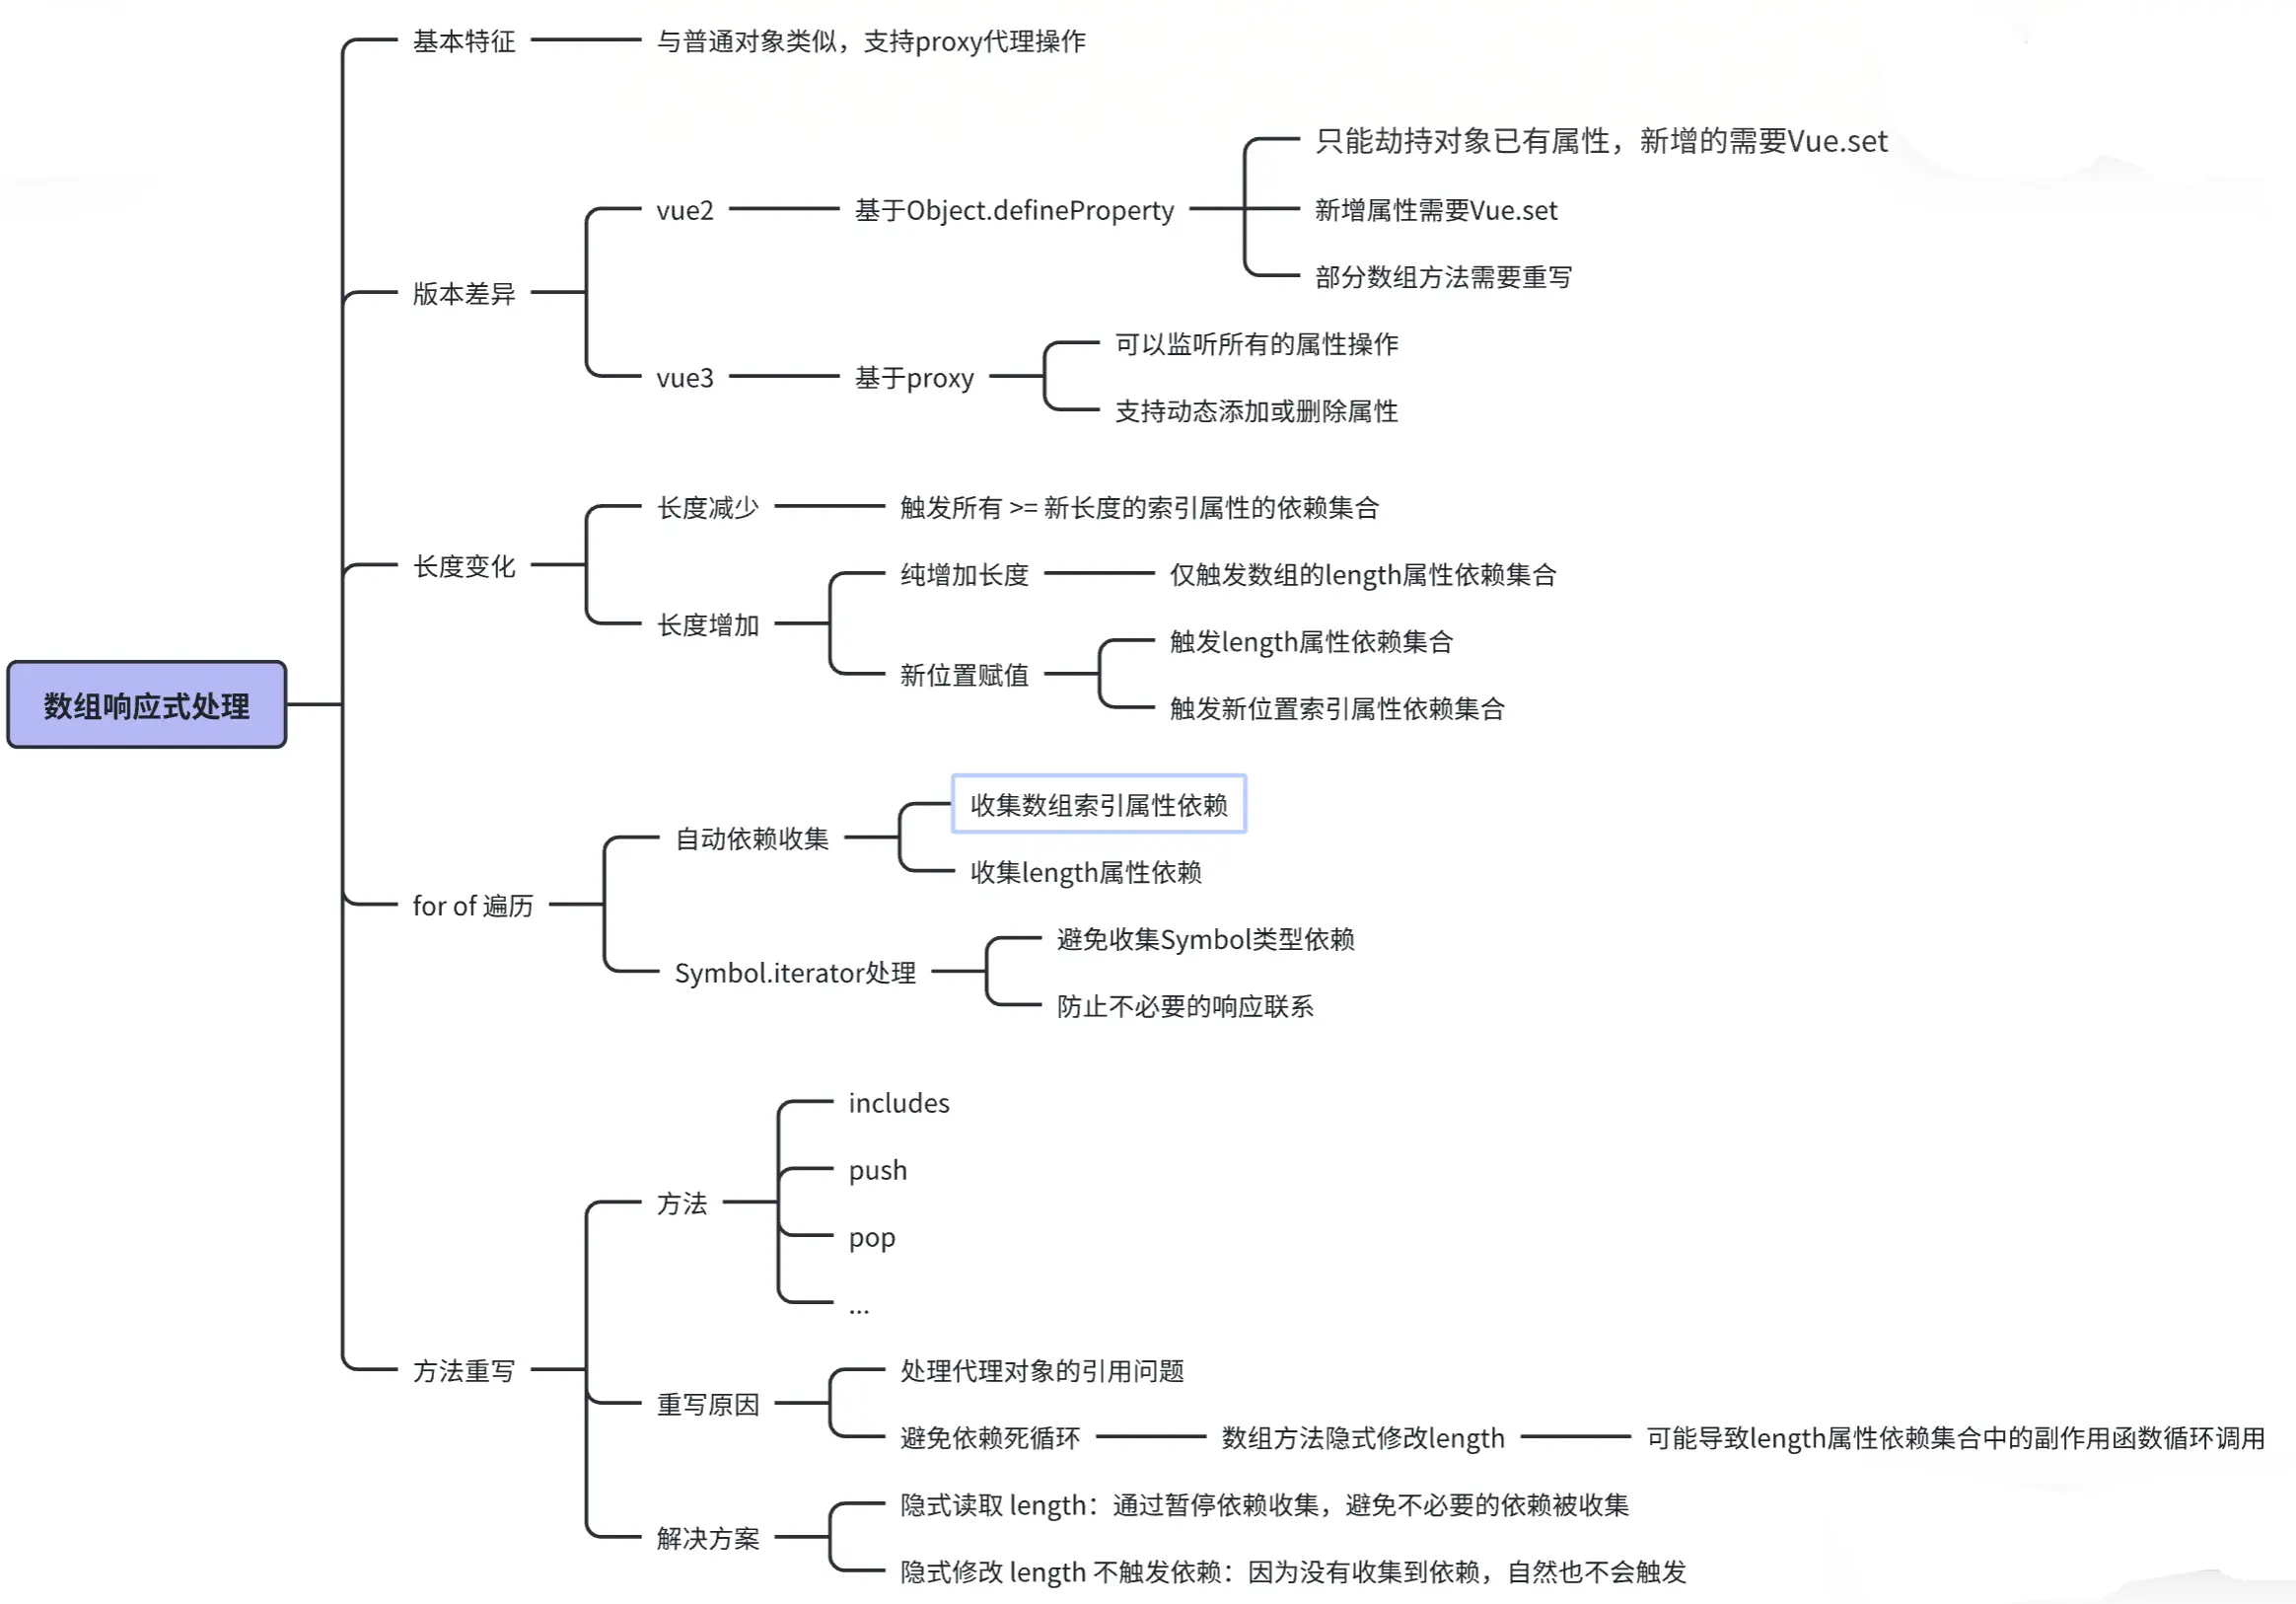 数组响应式处理
基本特征
与普通对象类似，支持proxy代理操作
版本差异
vue2
基于Object.defineProperty
只能劫持对象已有属性，新增的需要Vue.set
新增属性需要Vue.set
部分数组方法需要重写
vue3
基于proxy
可以监听所有的属性操作
支持动态添加或删除属性
长度变化
长度减少
触发所有 >= 新长度的索引属性的依赖集合
长度增加
纯增加长度
仅触发数组的length属性依赖集合
新位置赋值
触发length属性依赖集合
触发新位置索引属性依赖集合
for of 遍历
自动依赖收集
收集数组索引属性依赖
收集length属性依赖
Symbol.iterator处理
避免收集Symbol类型依赖
防止不必要的响应联系
方法重写
方法
includes
push
pop
...
重写原因
处理代理对象的引用问题
避免依赖死循环
数组方法隐式修改length
可能导致length属性依赖集合中的副作用函数循环调用
解决方案
隐式读取 length：通过暂停依赖收集，避免不必要的依赖被收集
隐式修改 length 不触发依赖：因为没有收集到依赖，自然也不会触发